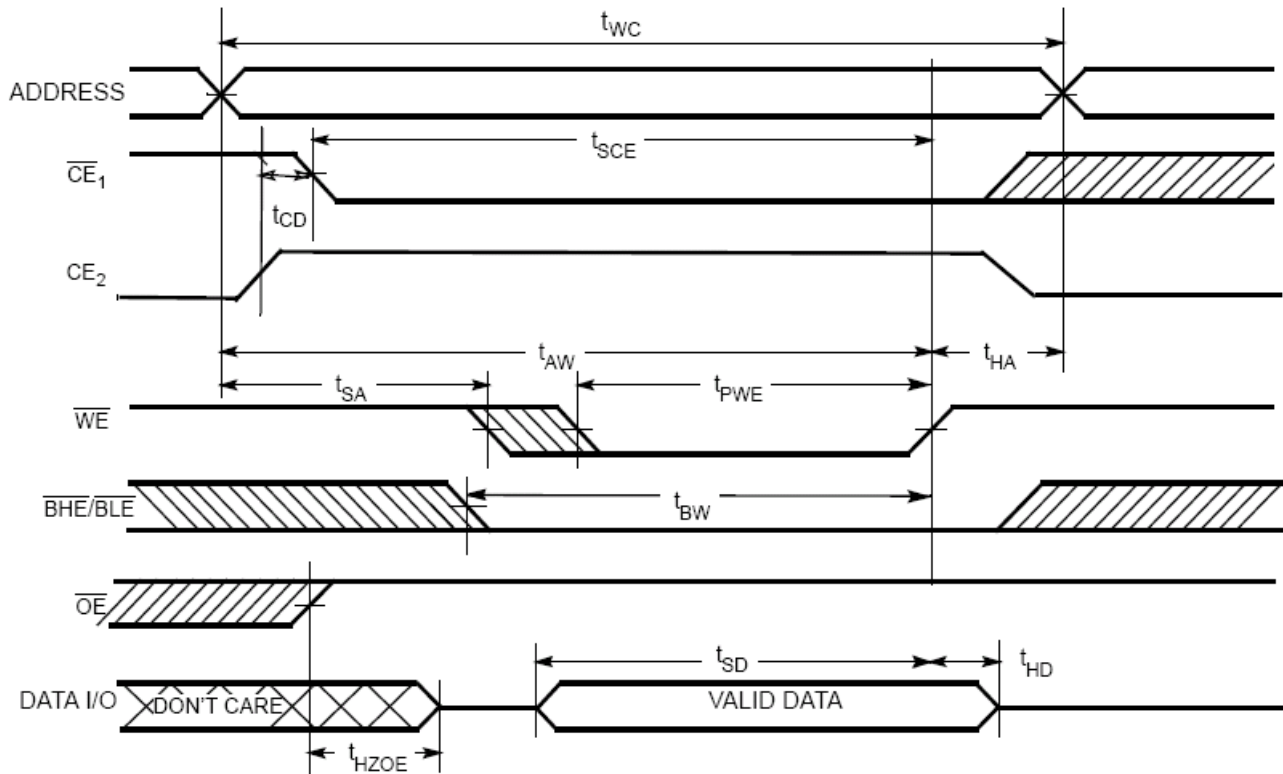 tWC
ADDRESS
tSCE
CE1
tCD
CE2
tAW
tHA
tSA
tPWE
WE
BHE/BLE
tBW
OE
tSD
tHD
DATA I/O
DON'T CARE
VALID DATA
tHZOE